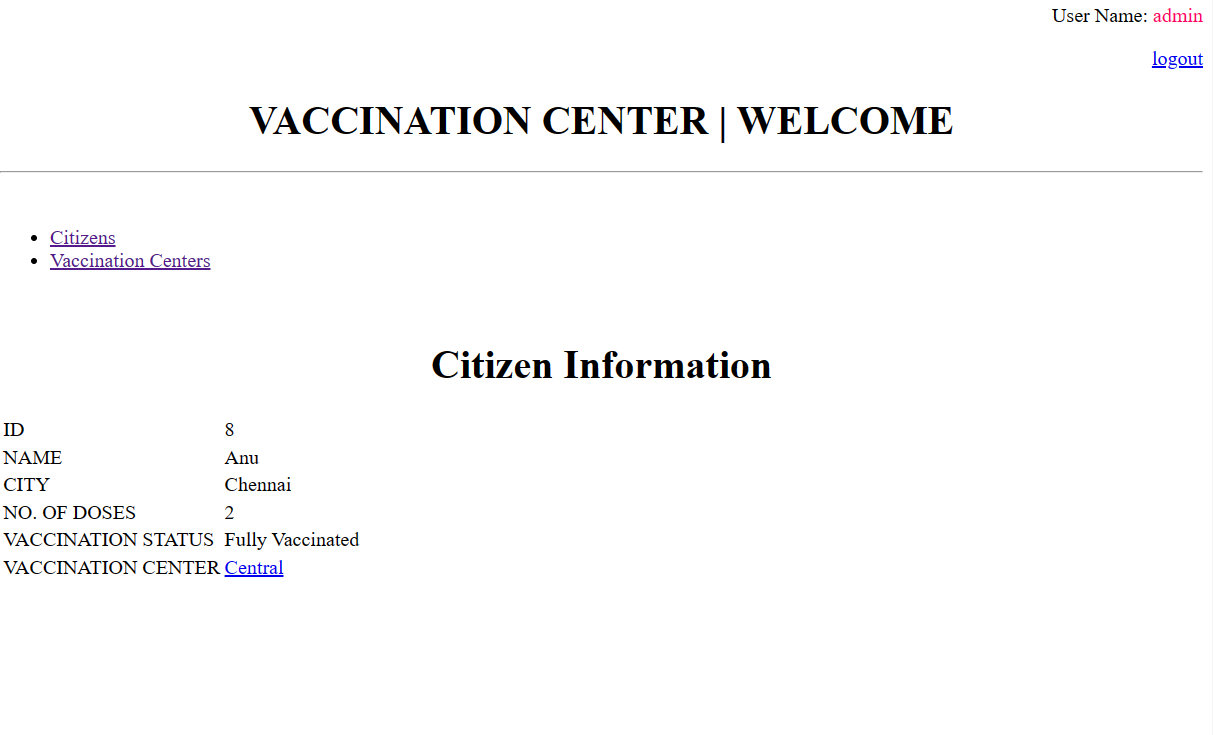 User Name: admin
logout
VACCINATION CENTER | WELCOME
Citizens
Vaccination Centers
Citizen Information
ID 8
NAME Anu
CITY Chennai
NO. OF DOSES 2
VACCINATION STATUS Fully Vaccinated
VACCINATION CENTER Central